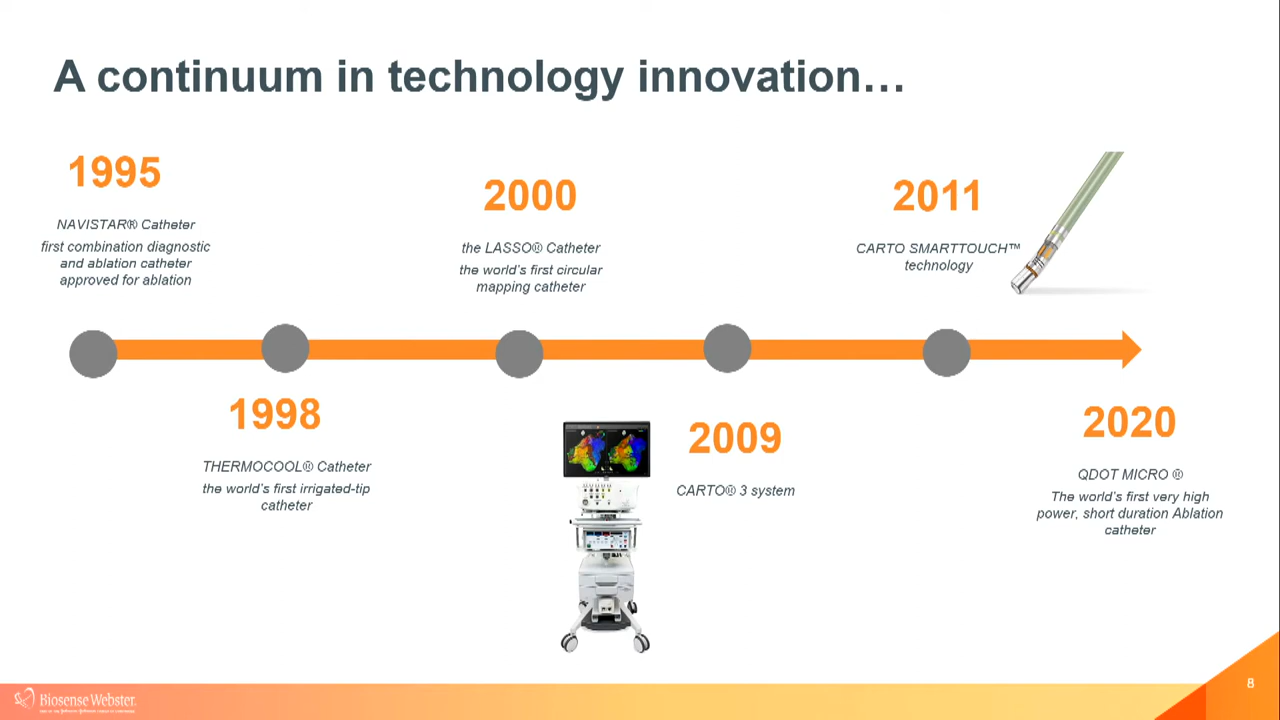 A continuum in technology innovation…
1995
NAVISTAR® Catheter
first combination diagnostic
and ablation catheter
approved for ablation
2000
the LASSO® Catheter
the world's first circular
mapping catheter
2011
CARTO SMARTTOUCH™
technology
1998
THERMOCOOL® Catheter
the world's first irrigated-tip
catheter
2009
CARTO® 3 system
2020
QDOT MICRO ®
The world's first very high
power, short duration Ablation
catheter
Biosense Webster.
8